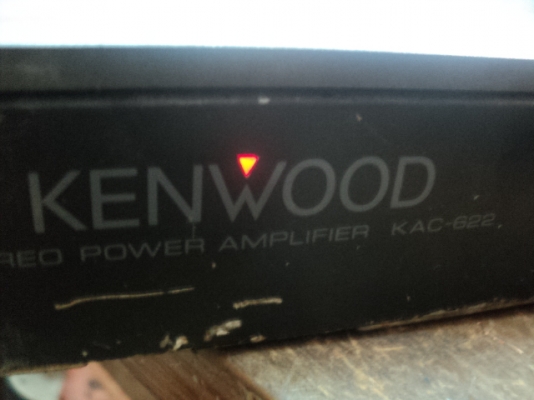 KENWOOD
REO POWER AMPLIFIER KAC-622